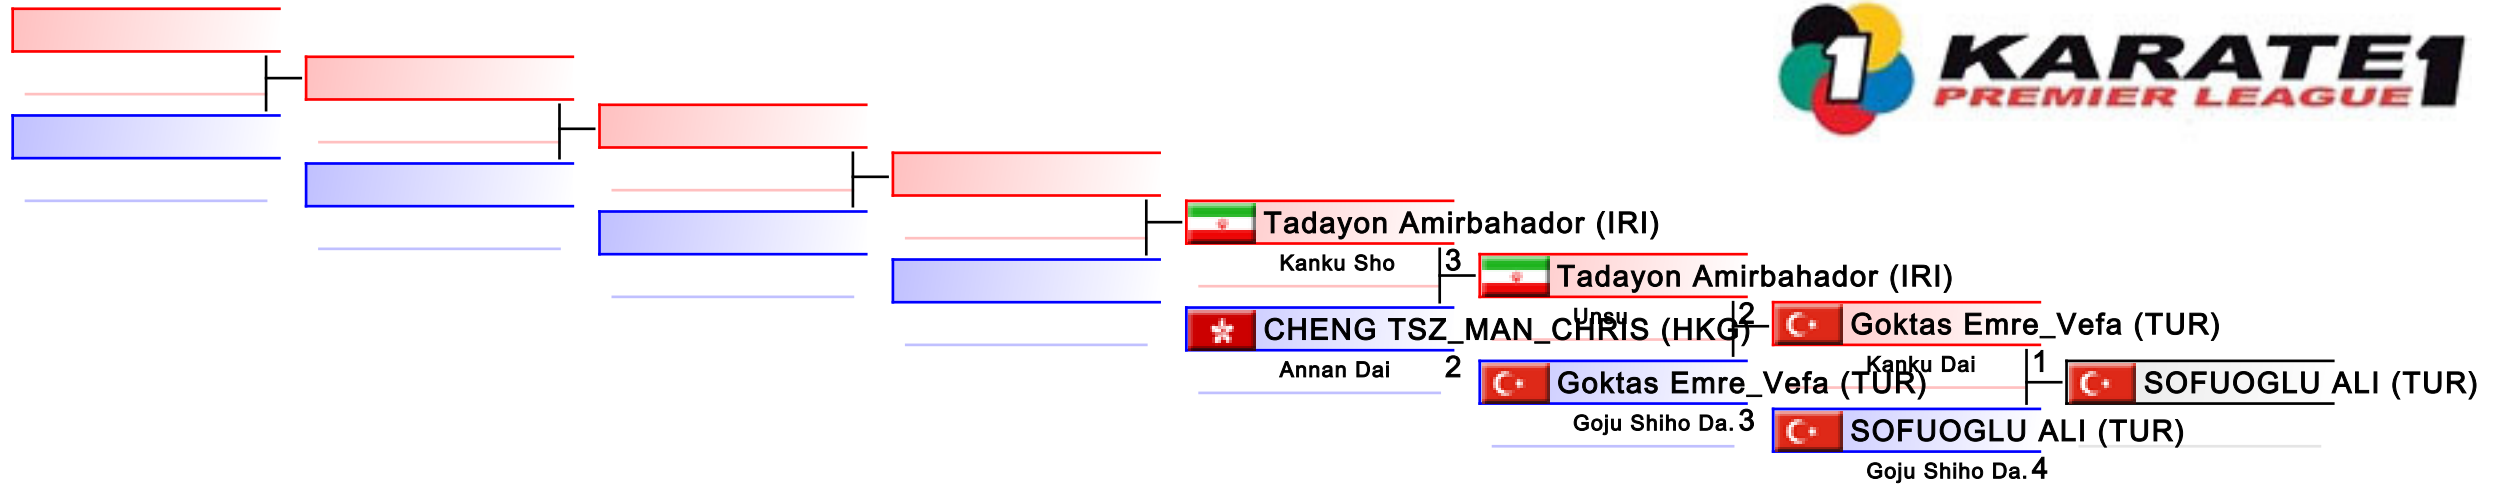 1 KARATE1
PREMIER LEAGUE
Tadayon Amirbahador (IRI)
Kanku Sho 3
CHENG TSZ_MAN_CHRIS (HKG)
Annan Dai 2
Tadayon Amirbahador (IRI)
Unsu 2
Goktas Emre_Vefa (TUR)
Goju Shiho Da. 3
Goktas Emre_Vefa (TUR)
Kanku Dai 1
SOFUOGLU ALI (TUR)
Goju Shiho Da. 4
SOFUOGLU ALI (TUR)